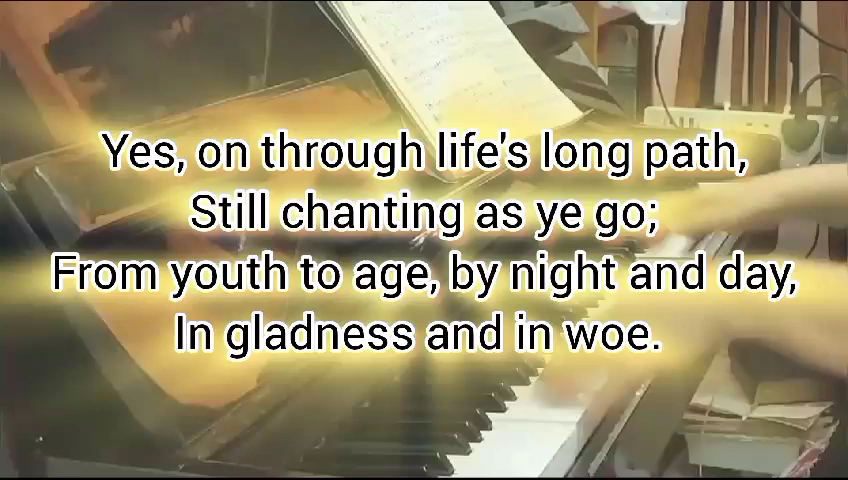 Yes, on through life's long path,
Still chanting as ye go;
From youth to age, by night and day,
In gladness and in woe.